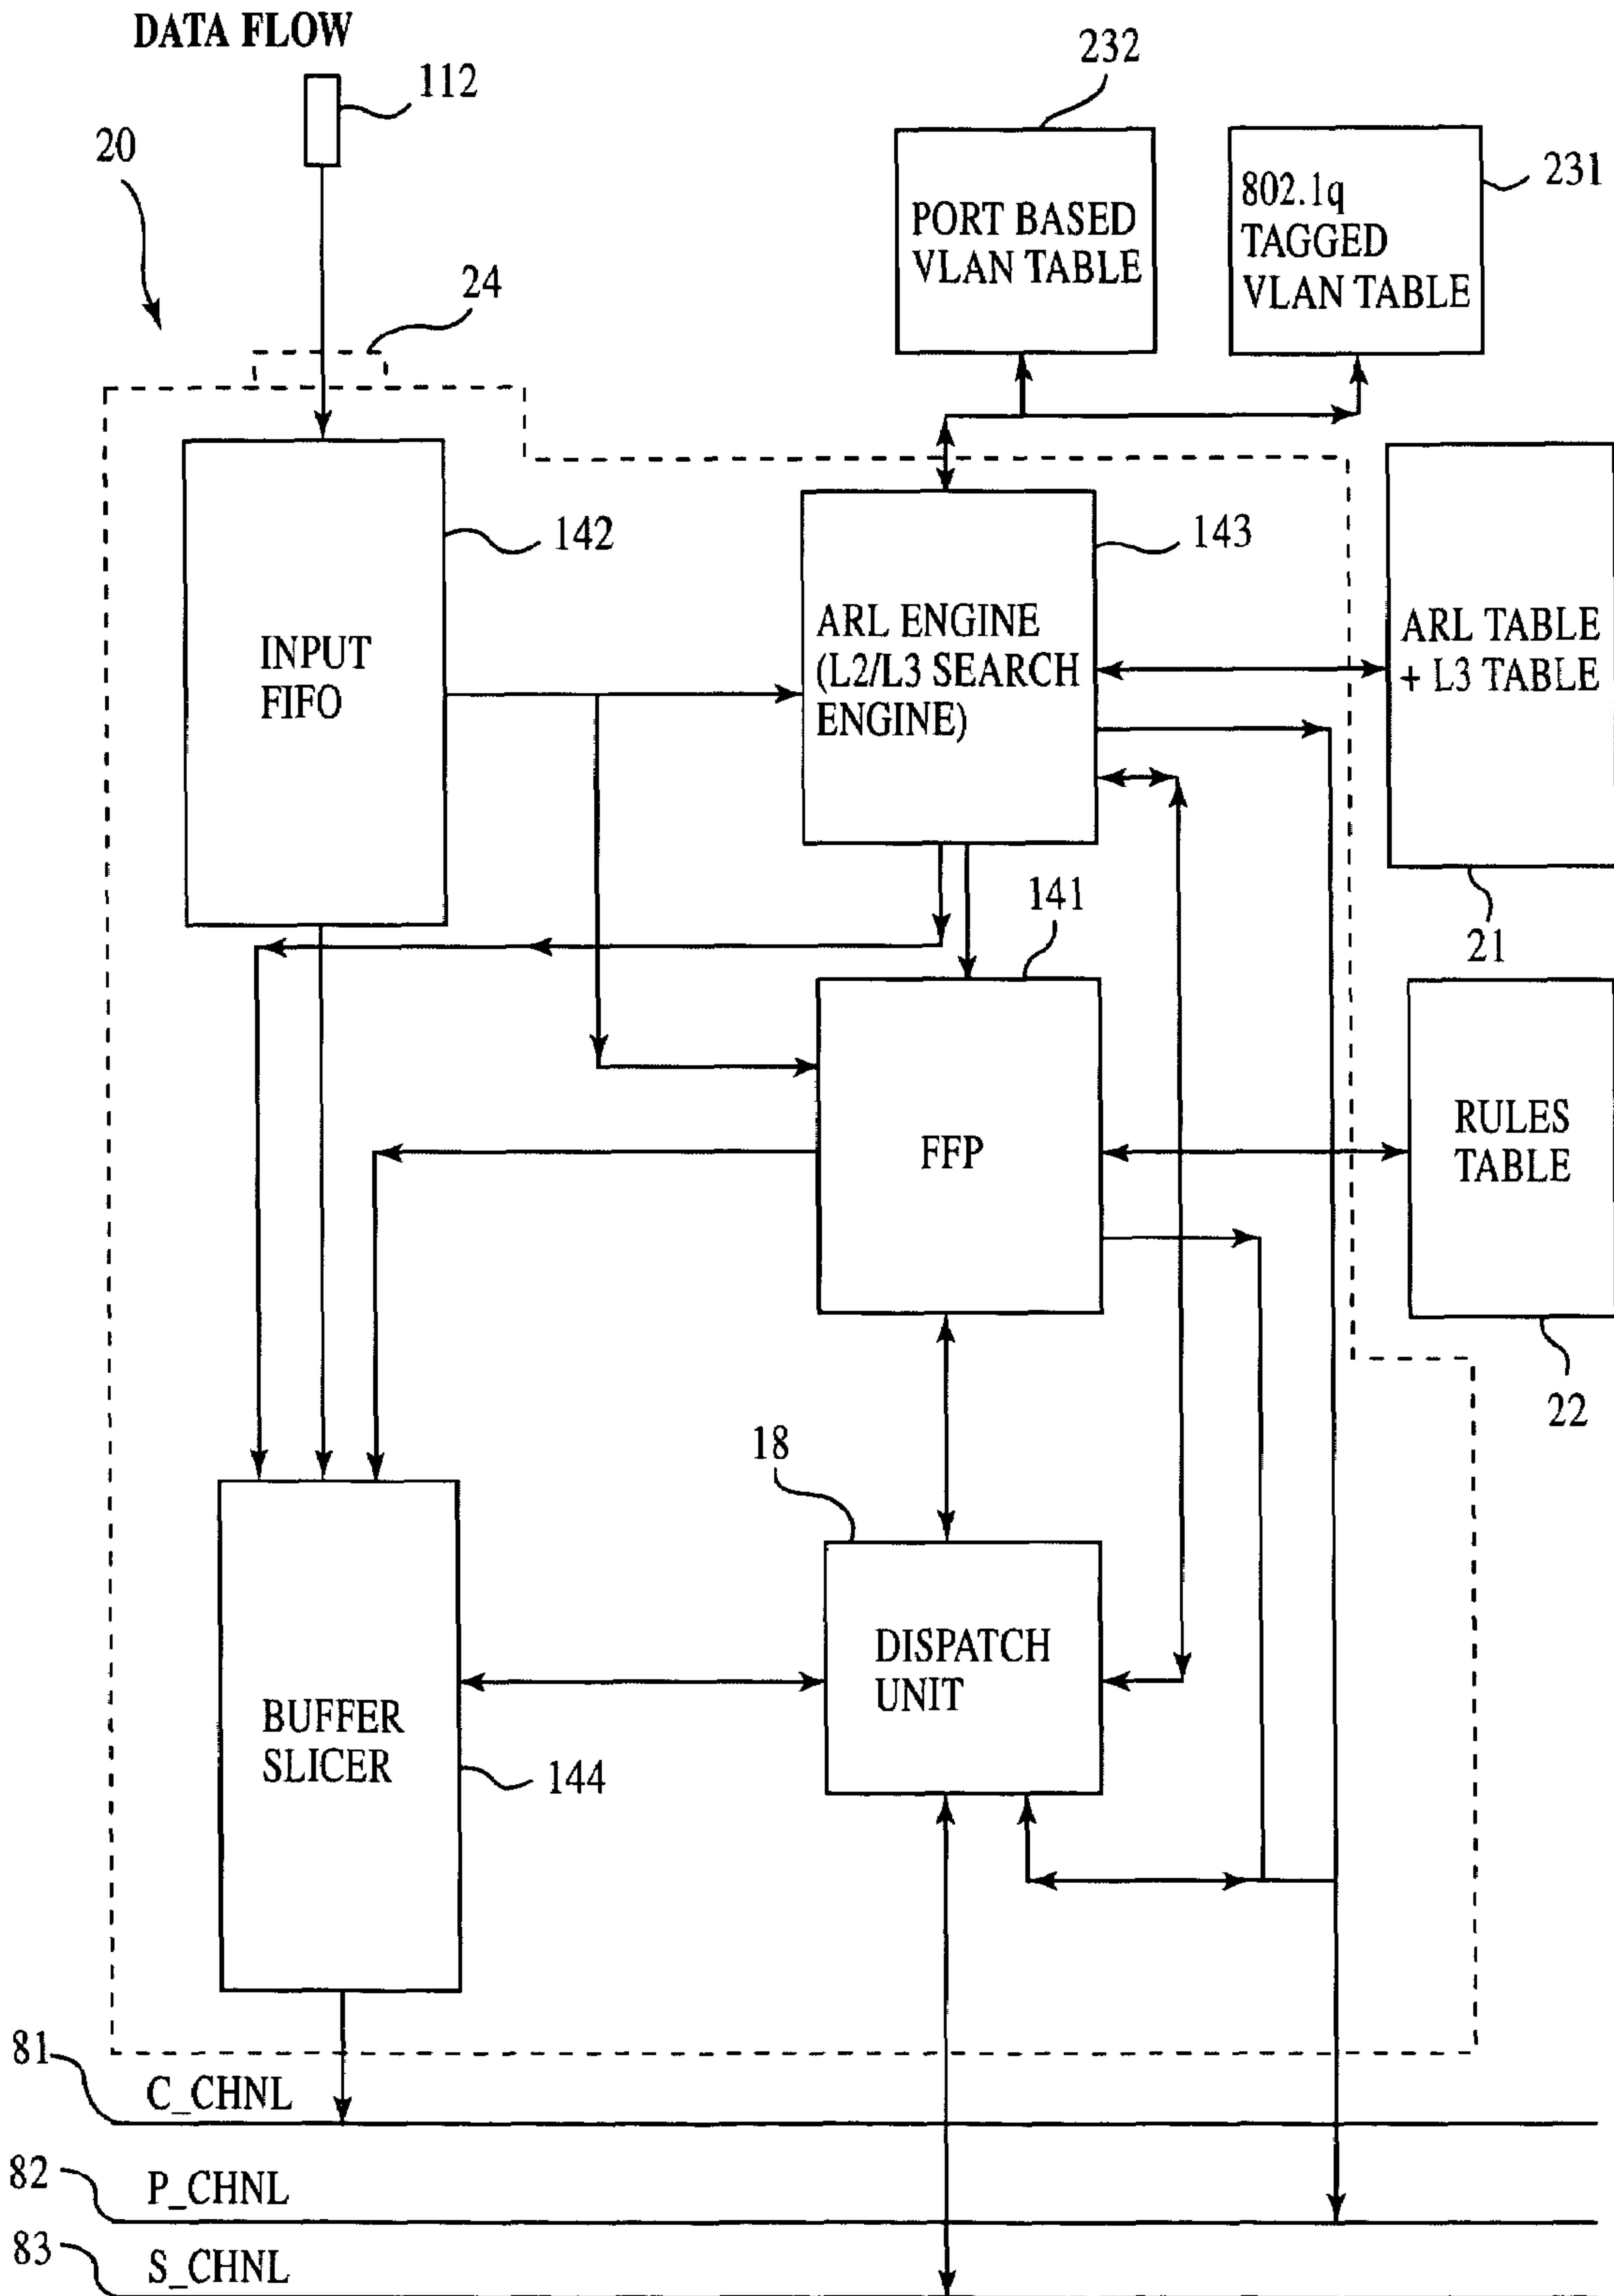 DATA FLOW
112
232
20
231
PORT BASED
VLAN TABLE
802.1q
TAGGED
VLAN TABLE
24
142
143
INPUT
FIFO
ARL ENGINE
(L2/L3 SEARCH
ENGINE)
ARL TABLE
+ L3 TABLE
141
21
FFP
RULES
TABLE
22
18
DISPATCH
UNIT
BUFFER
SLICER
144
81
C_CHNL
82
P_CHNL
83
S_CHNL